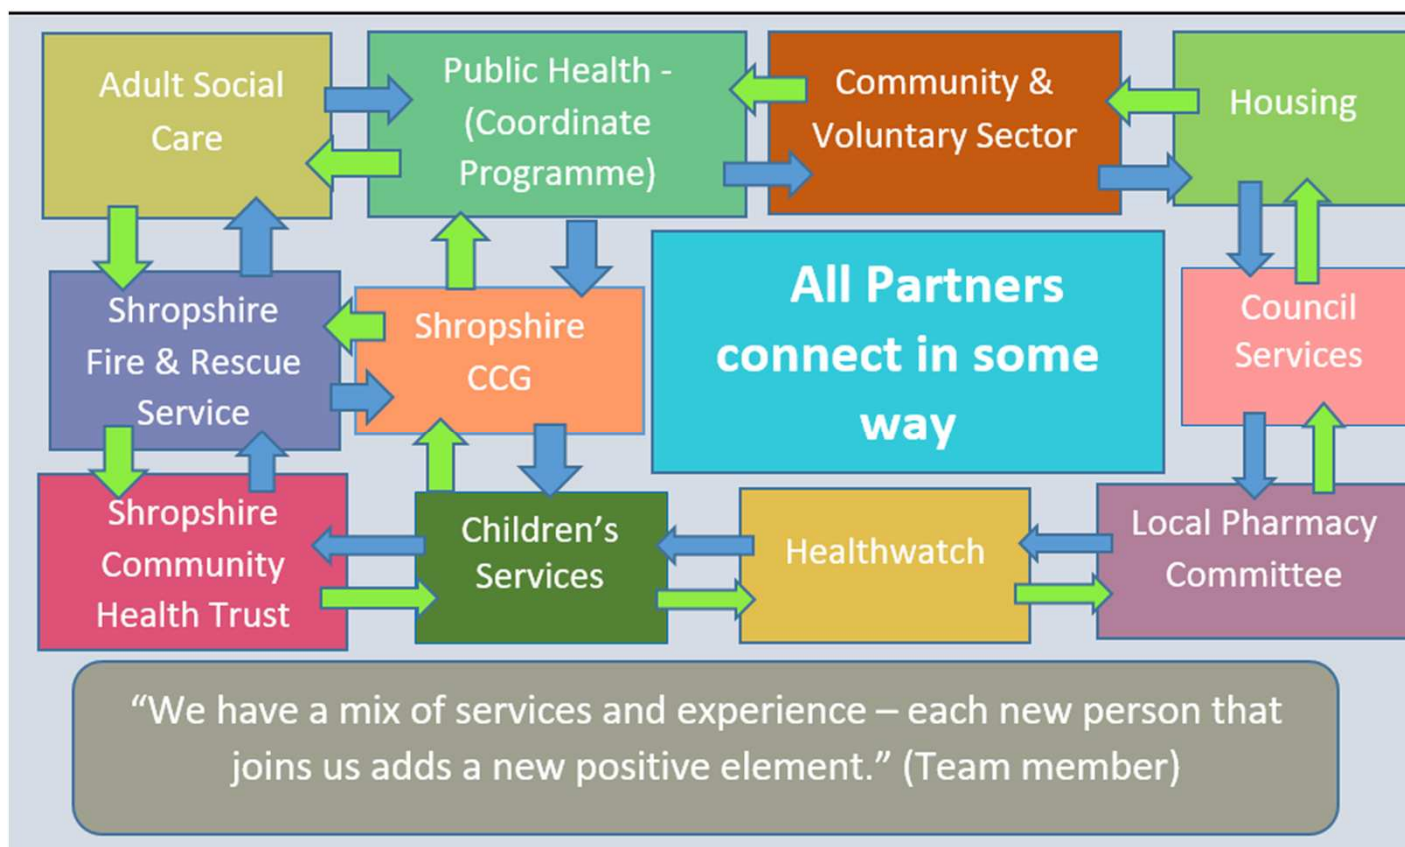 Adult Social
Care
Public Health -
(Coordinate
Programme)
Community &
Voluntary Sector
Housing
Shropshire
Fire & Rescue
Service
Shropshire
CCG
All Partners
connect in some
way
Council
Services
Shropshire
Community
Health Trust
Children’s
Services
Healthwatch
Local Pharmacy
Committee
“We have a mix of services and experience – each new person that
joins us adds a new positive element.” (Team member)